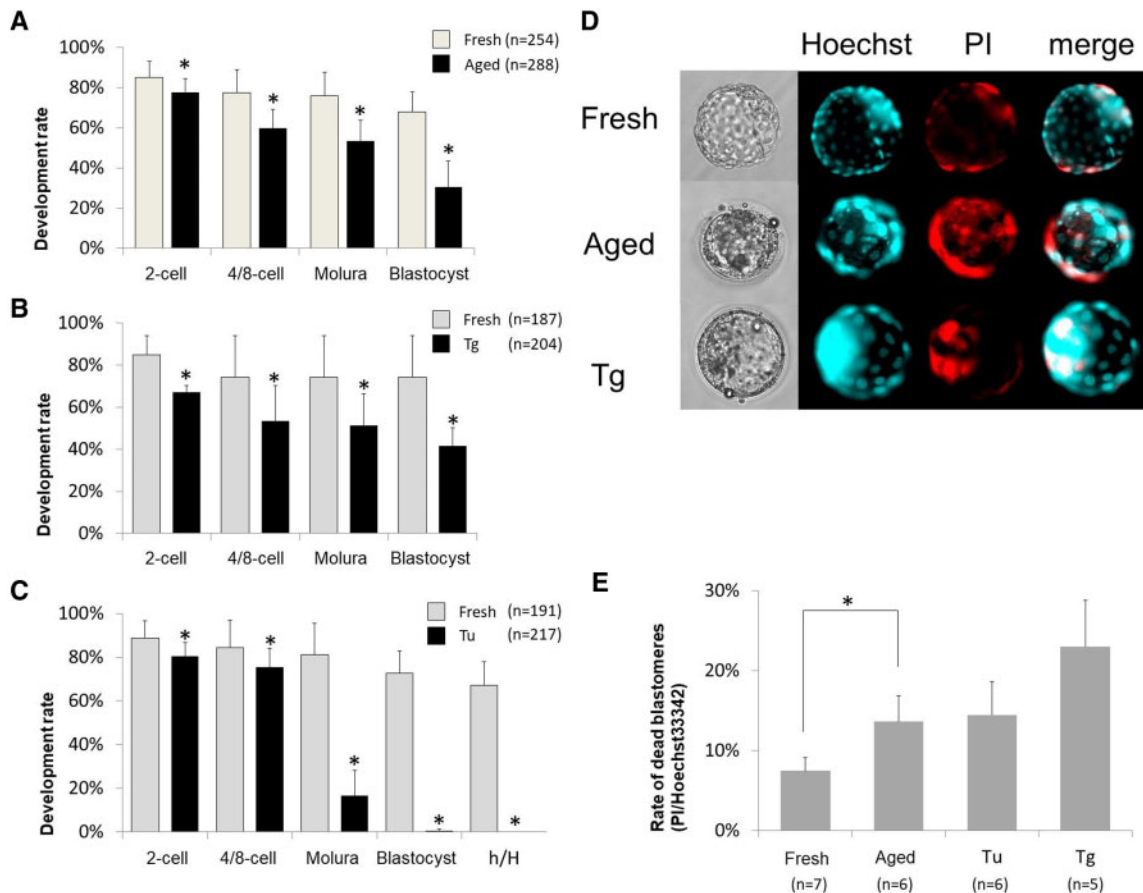 A
Fresh (n=254)
Aged (n=288)
Development rate
100%
80%
60%
40%
20%
0%
* * * *
2-cell 4/8-cell Molura Blastocyst
B
Fresh (n=187)
Tg (n=204)
Development rate
100%
80%
60%
40%
20%
0%
* * * *
2-cell 4/8-cell Molura Blastocyst
C
Fresh (n=191)
Tu (n=217)
Development rate
100%
80%
60%
40%
20%
0%
* * * * *
2-cell 4/8-cell Molura Blastocyst h/H
D
Hoechst PI merge
Fresh
Aged
Tg
E
Rate of dead blastomeres
(PI/Hoechst33342)
30%
20%
10%
0%
*
Fresh Aged Tu Tg
(n=7) (n=6) (n=6) (n=5)